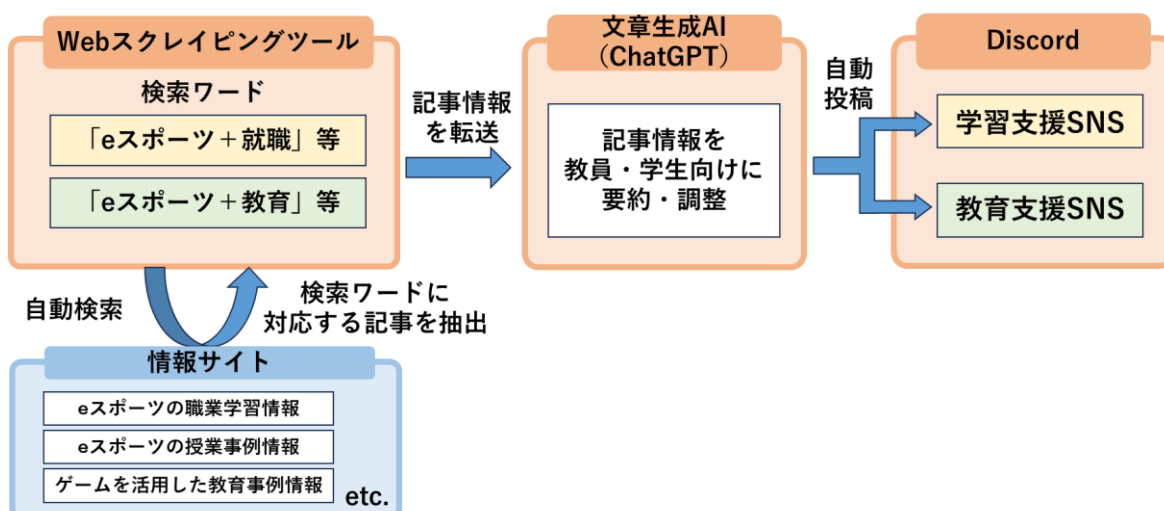 Webスクレイピングツール
検索ワード
「eスポーツ＋就職」等
「eスポーツ＋教育」等
記事情報
を転送
文章生成AI
（ChatGPT）
記事情報を
教員・学生向けに
要約・調整
自動
投稿
Discord
学習支援SNS
教育支援SNS
自動検索
検索ワードに
対応する記事を抽出
情報サイト
eスポーツの職業学習情報
eスポーツの授業事例情報
ゲームを活用した教育事例情報
etc.